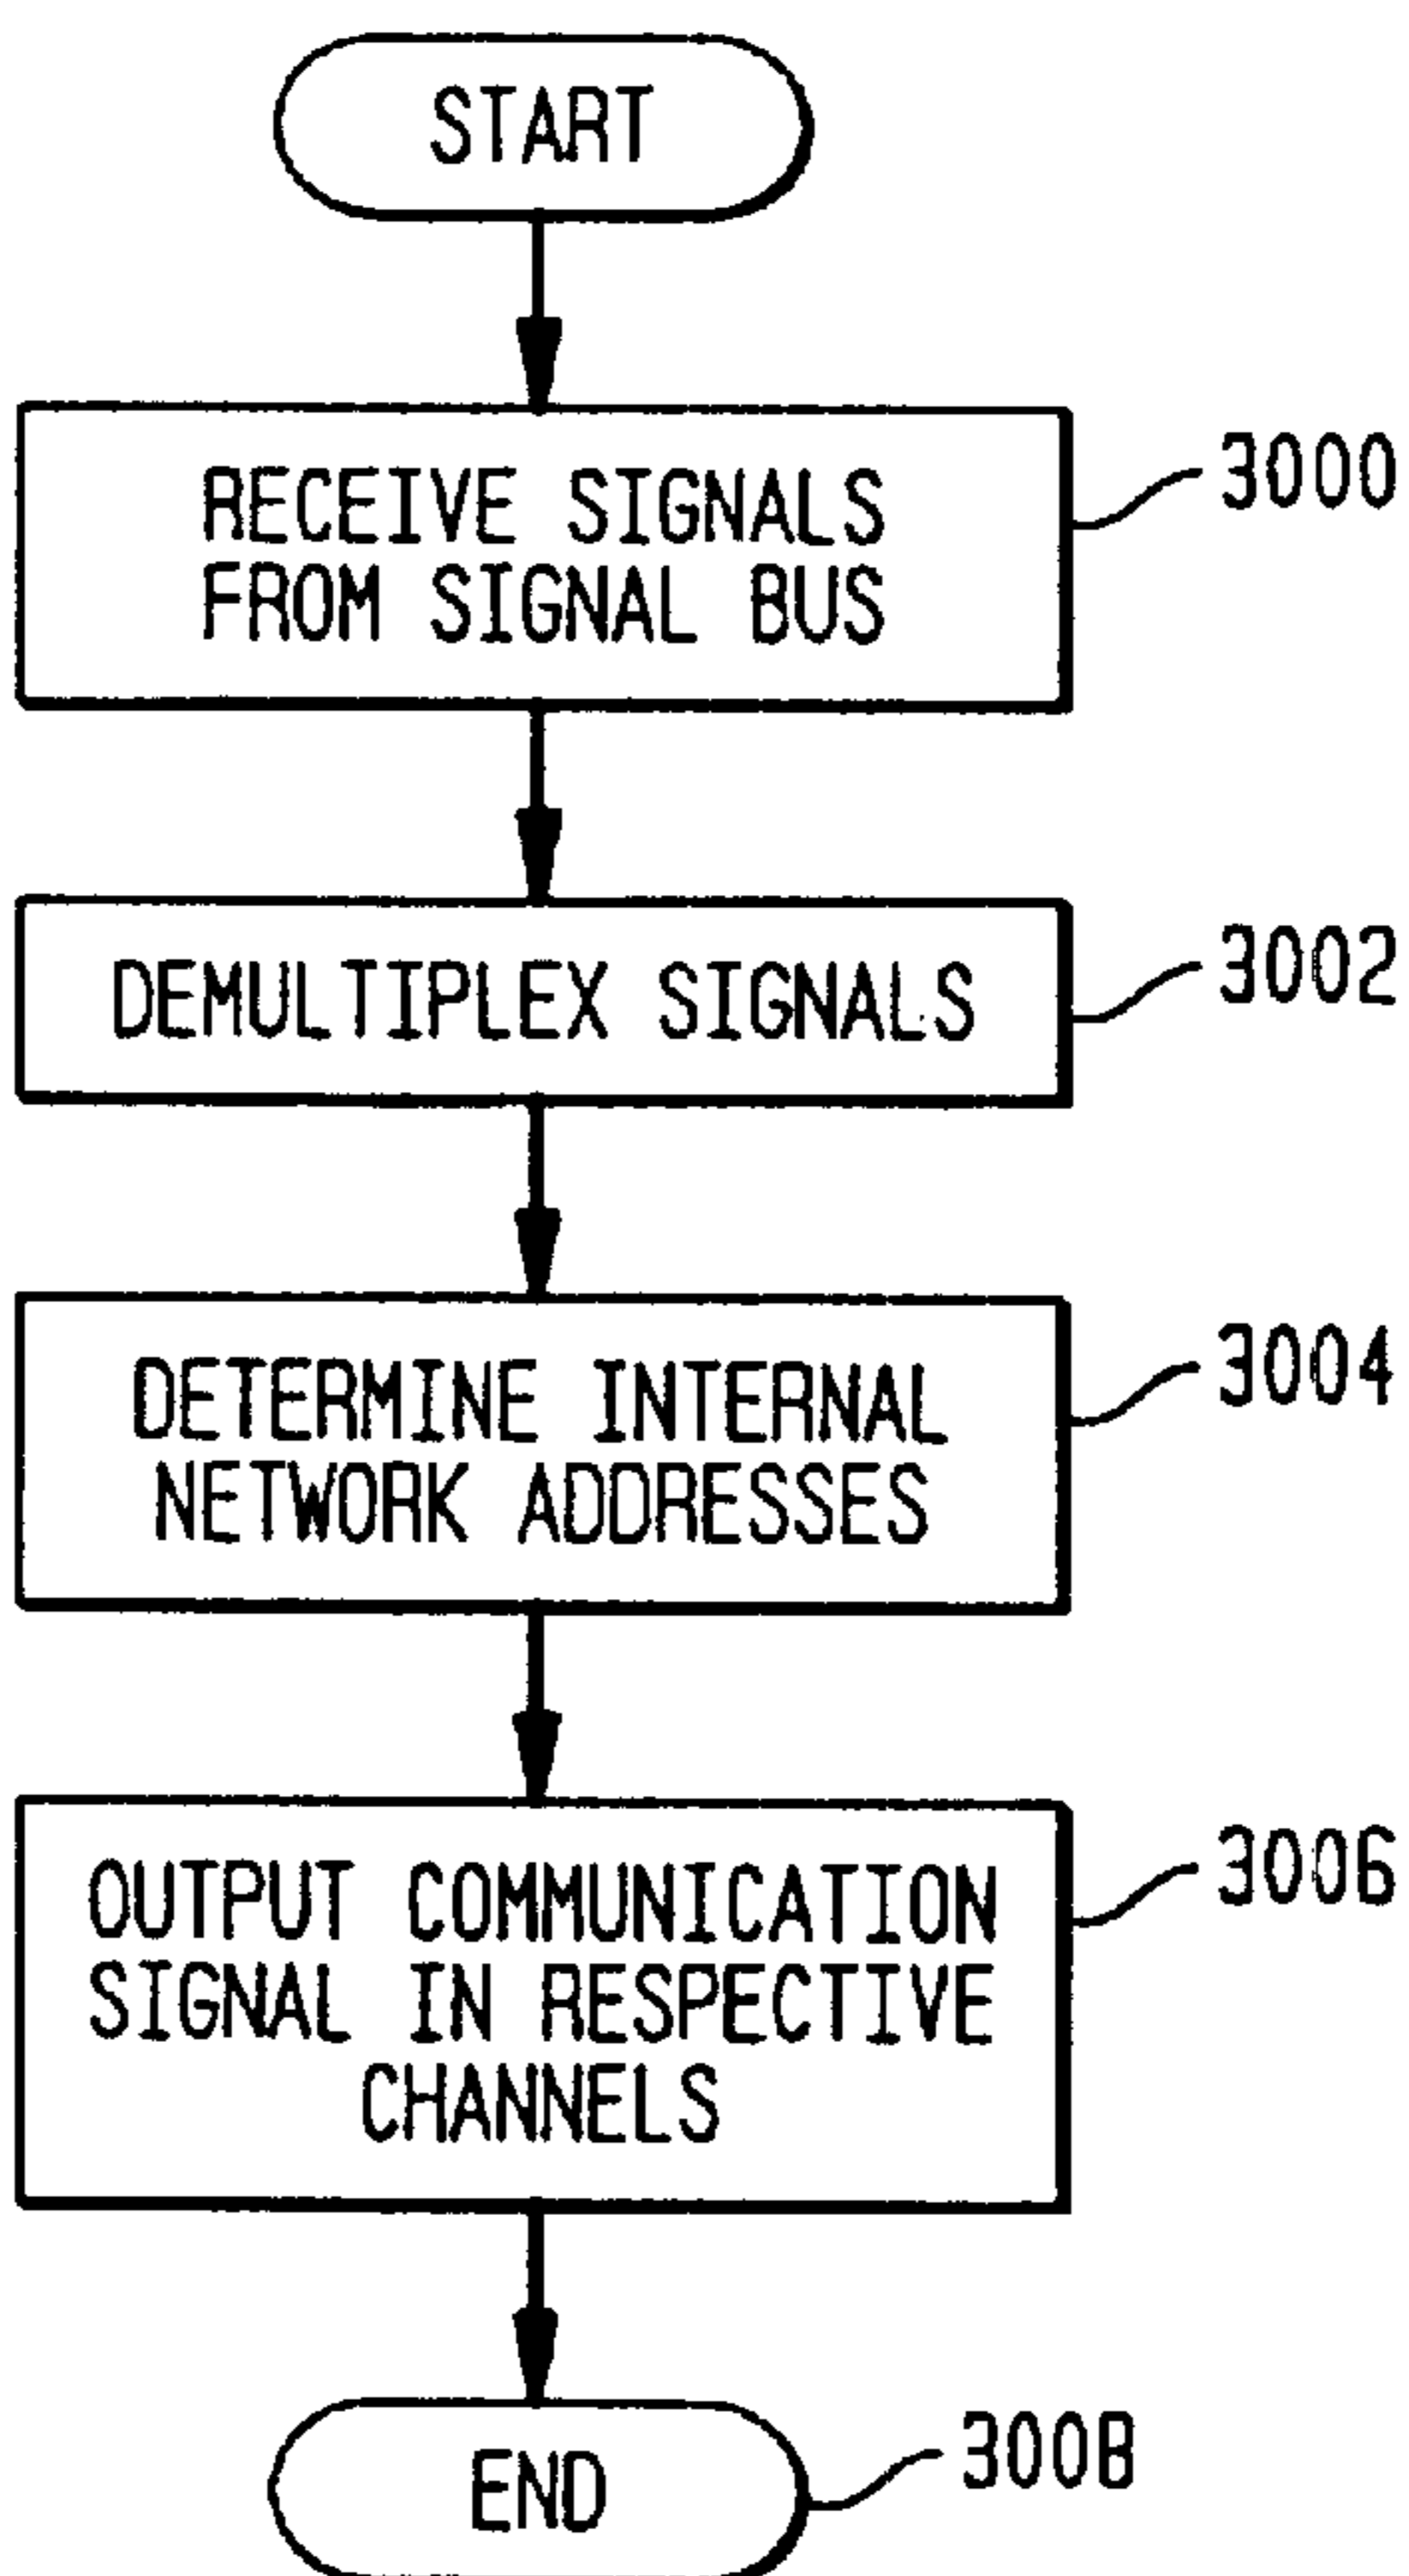 START
RECEIVE SIGNALS
FROM SIGNAL BUS
3000
DEMULTIPLEX SIGNALS
3002
DETERMINE INTERNAL
NETWORK ADDRESSES
3004
OUTPUT COMMUNICATION
SIGNAL IN RESPECTIVE
CHANNELS
3006
END
3008